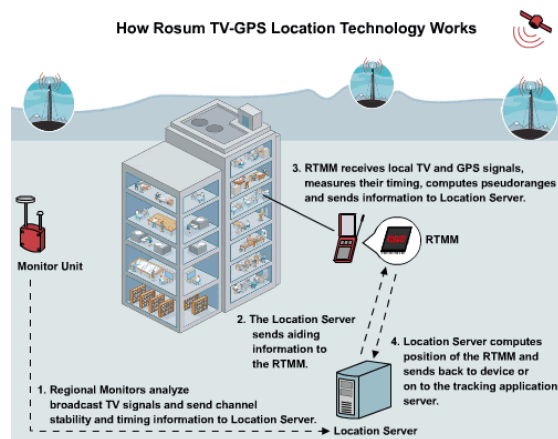 How Rosum TV-GPS Location Technology Works
3. RTMM receives local TV and GPS signals,
measures their timing, computes pseudoranges
and sends information to Location Server.
RTMM
Monitor Unit
2. The Location Server
sends aiding
information to
the RTMM.
4. Location Server computes
position of the RTMM and
sends back to device or
on to the tracking application
server.
1. Regional Monitors analyze
broadcast TV signals and send channel
stability and timing information to Location Server.
Location Server